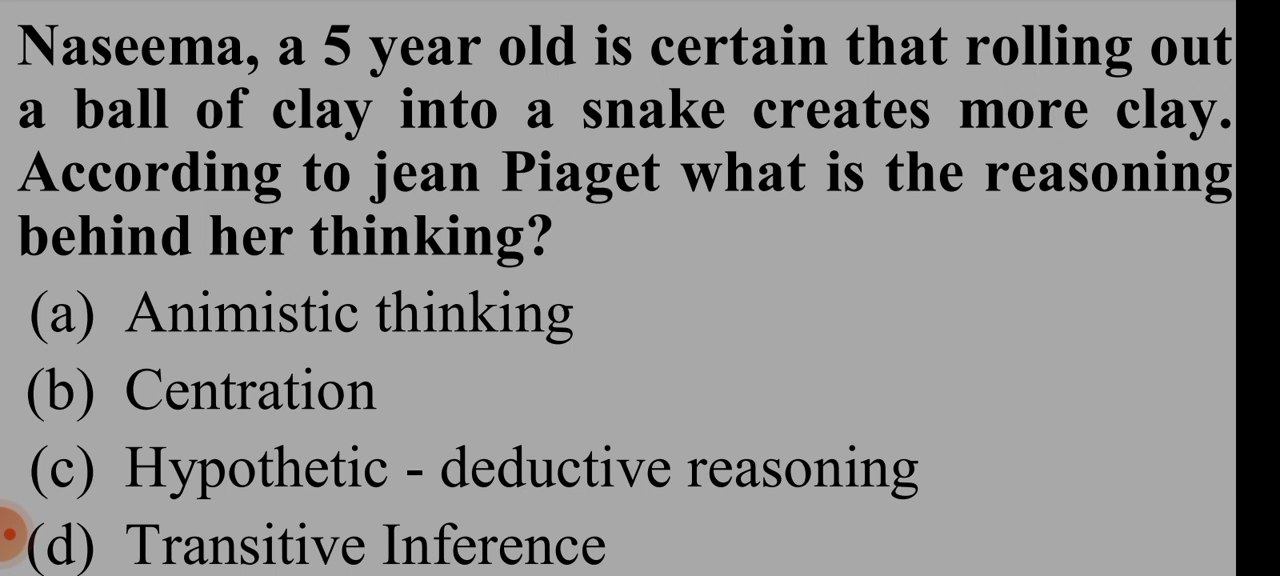 Naseema, a 5 year old is certain that rolling out
a ball of clay into a snake creates more clay.
According to jean Piaget what is the reasoning
behind her thinking?
(a) Animistic thinking
(b) Centration
(c) Hypothetic - deductive reasoning
(d) Transitive Inference